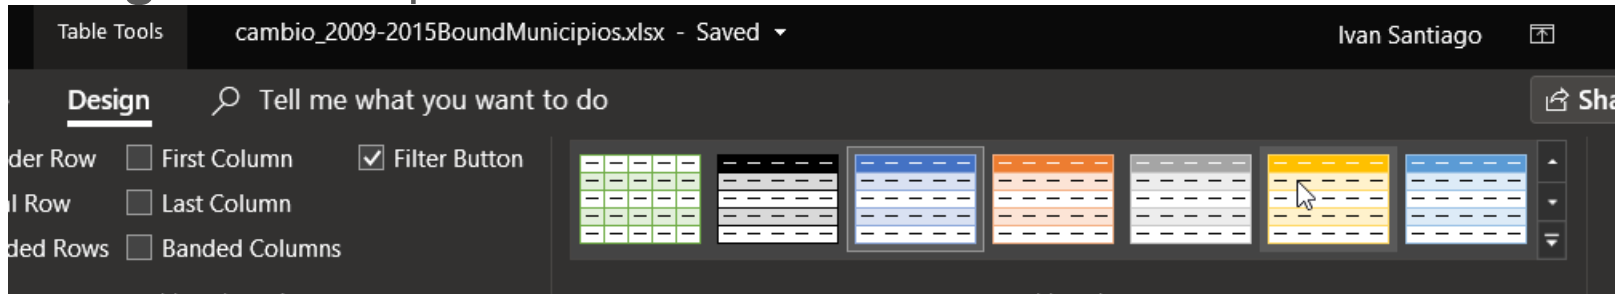 Table Tools cambio_2009-2015BoundMunicipios.xlsx - Saved Ivan Santiago
Design Tell me what you want to do Sha
der Row First Column Filter Button
l Row Last Column
ded Rows Banded Columns